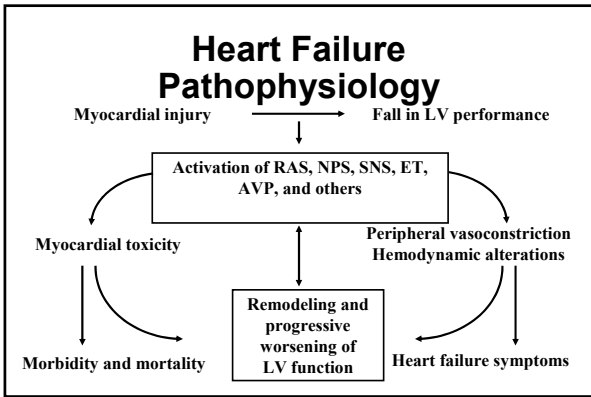 Heart Failure
Pathophysiology
Myocardial injury
Fall in LV performance
Activation of RAS, NPS, SNS, ET,
AVP, and others
Myocardial toxicity
Peripheral vasoconstriction
Hemodynamic alterations
Remodeling and
progressive
worsening of
LV function
Morbidity and mortality
Heart failure symptoms